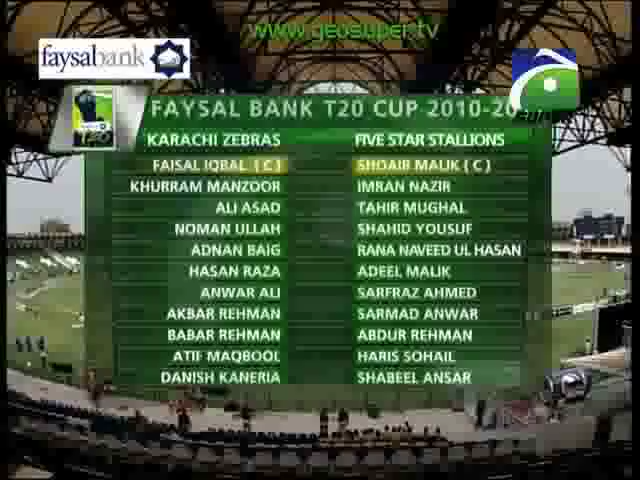 www.geosuper.tv
faysabank
FAYSAL BANK T20 CUP 2010-20
KARACHI ZEBRAS FIVE STAR STALLIONS
FAISAL IQBAL ( C ) SHOAIB MALIK ( C )
KHURRAM MANZOOR IMRAN NAZIR
ALI ASAD TAHIR MUGHAL
NOMAN ULLAH SHAHID YOUSUF
ADNAN BAIG RANA NAVEED UL HASAN
HASAN RAZA ADEEL MALIK
ANWAR ALI SARFRAZ AHMED
AKBAR REHMAN SARMAD ANWAR
BABAR REHMAN ABDUR REHMAN
ATIF MAQBOOL HARIS SOHAIL
DANISH KANERIA SHABEEL ANSAR